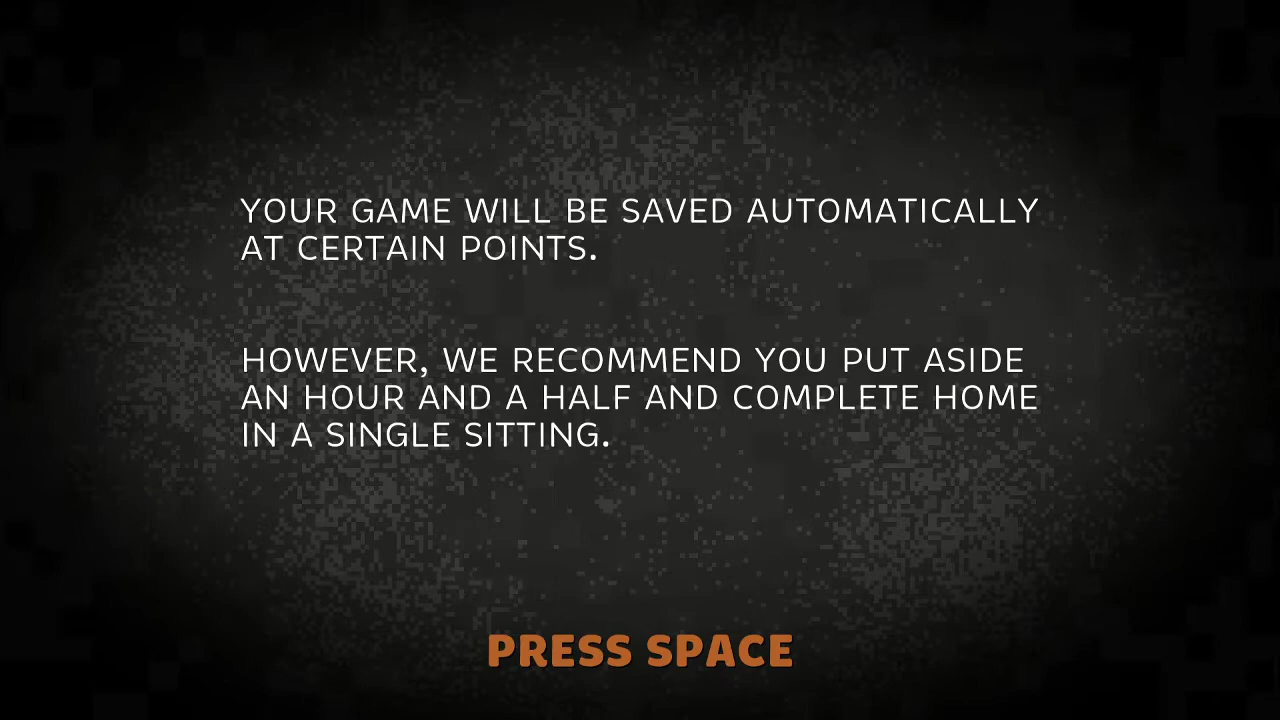 YOUR GAME WILL BE SAVED AUTOMATICALLY
AT CERTAIN POINTS.
HOWEVER, WE RECOMMEND YOU PUT ASIDE
AN HOUR AND A HALF AND COMPLETE HOME
IN A SINGLE SITTING.
PRESS SPACE